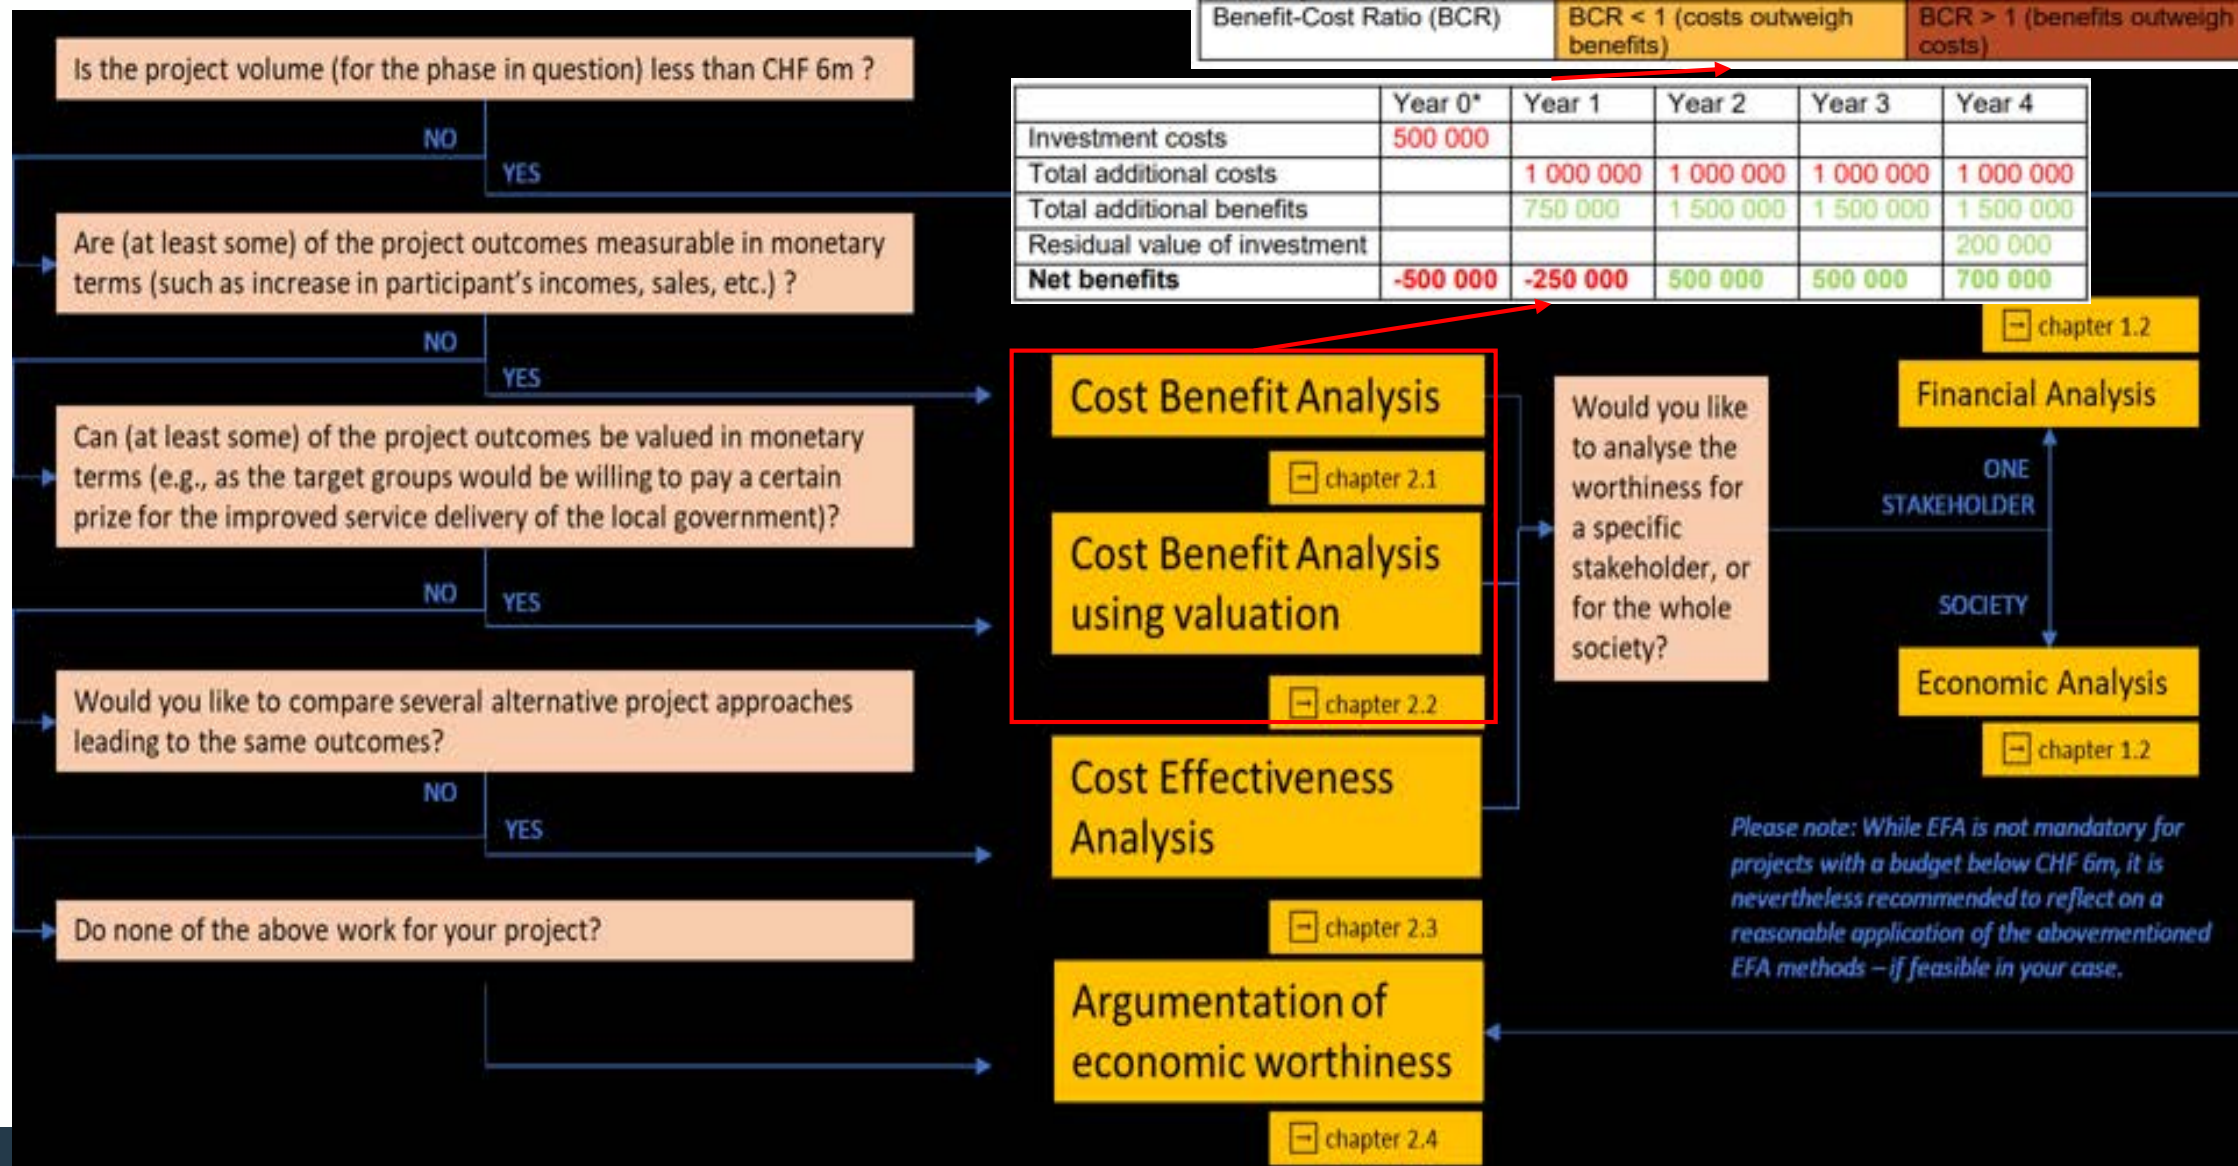 Benefit-Cost Ratio (BCR)
BCR < 1 (costs outweigh
benefits)
BCR > 1 (benefits outweigh
costs)
Is the project volume (for the phase in question) less than CHF 6m ?
NO
YES
Year 0* Year 1 Year 2 Year 3 Year 4
Investment costs 500 000
Total additional costs 1 000 000 1 000 000 1 000 000 1 000 000
Total additional benefits 750 000 1 500 000 1 500 000 1 500 000
Residual value of investment 200 000
Net benefits -500 000 -250 000 500 000 500 000 700 000
Are (at least some) of the project outcomes measurable in monetary
terms (such as increase in participant's incomes, sales, etc.) ?
NO
YES
Can (at least some) of the project outcomes be valued in monetary
terms (e.g., as the target groups would be willing to pay a certain
prize for the improved service delivery of the local government)?
NO
YES
Would you like to compare several alternative project approaches
leading to the same outcomes?
NO
YES
Do none of the above work for your project?
Cost Benefit Analysis
→ chapter 2.1
Cost Benefit Analysis
using valuation
→ chapter 2.2
Cost Effectiveness
Analysis
→ chapter 2.3
Argumentation of
economic worthiness
→ chapter 2.4
Would you like
to analyse the
worthiness for
a specific
stakeholder, or
for the whole
society?
→ chapter 1.2
Financial Analysis
ONE
STAKEHOLDER
SOCIETY
Economic Analysis
→ chapter 1.2
Please note: While EFA is not mandatory for
projects with a budget below CHF 6m, it is
nevertheless recommended to reflect on a
reasonable application of the abovementioned
EFA methods – if feasible in your case.